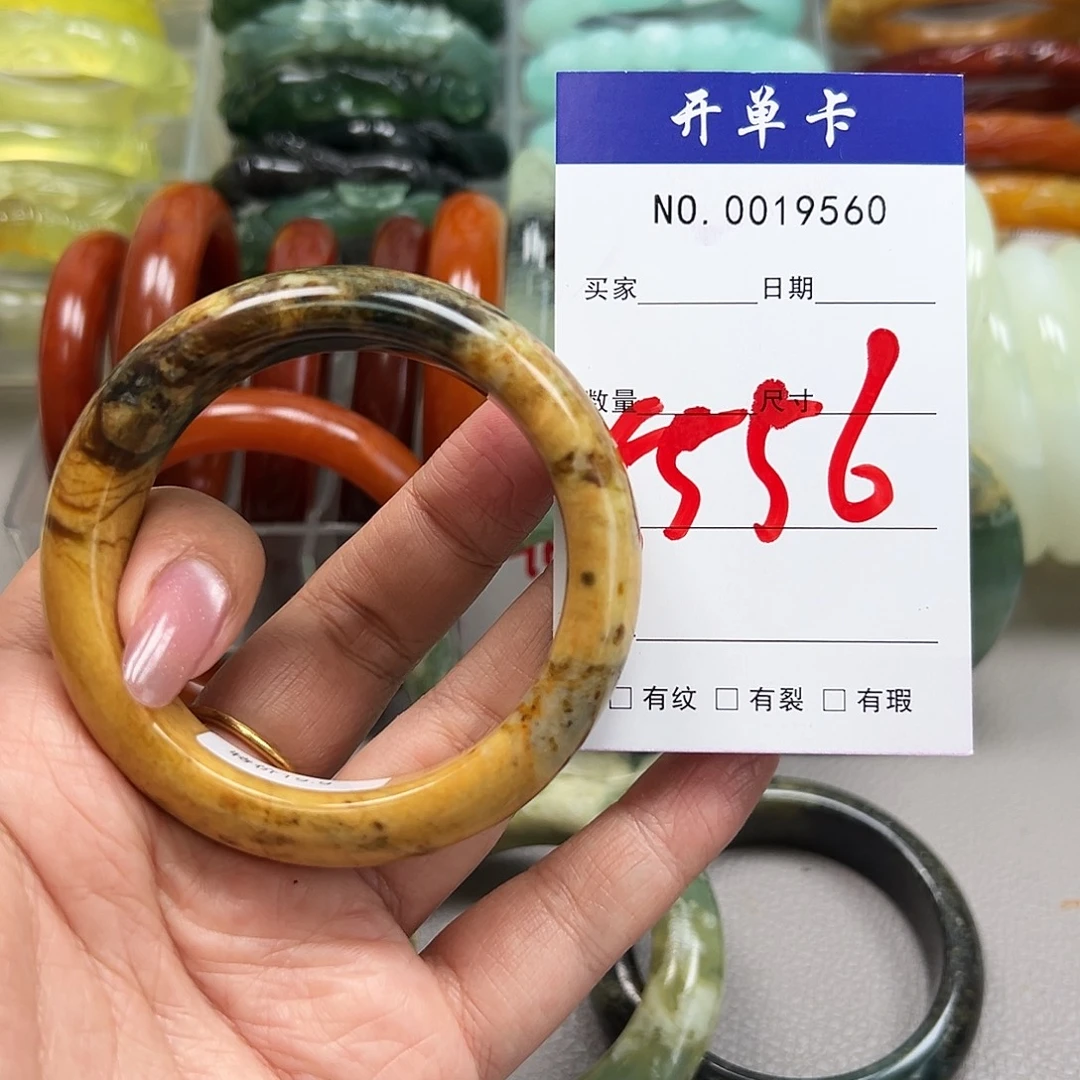 开单卡
NO. 0019560
买家 日期
数量 尺寸
556
□ 有纹 □ 有裂 □ 有瑕